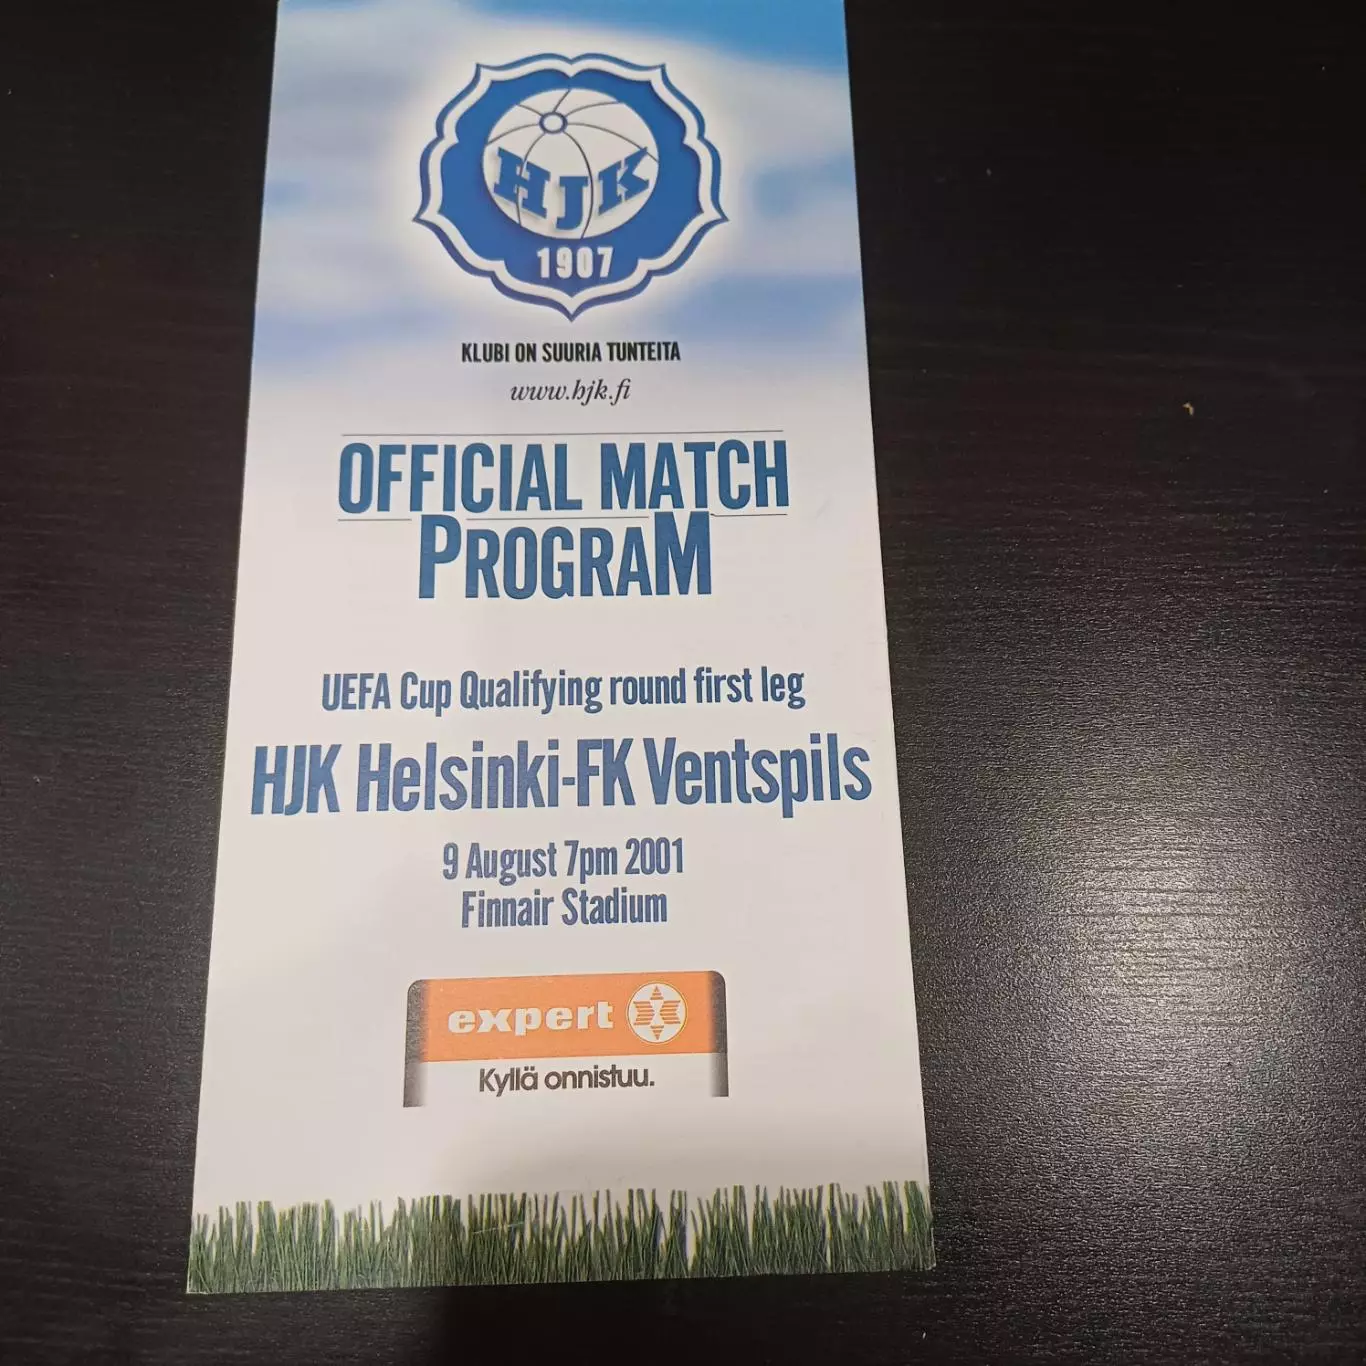 HJK
1907
KLUBI ON SUURIA TUNTEITA
www.hjk.fi
OFFICIAL MATCH
PROGRAM
UEFA Cup Qualifying round first leg
HJK Helsinki-FK Ventspils
9 August 7pm 2001
Finnair Stadium
expert
Kyllä onnistuu.